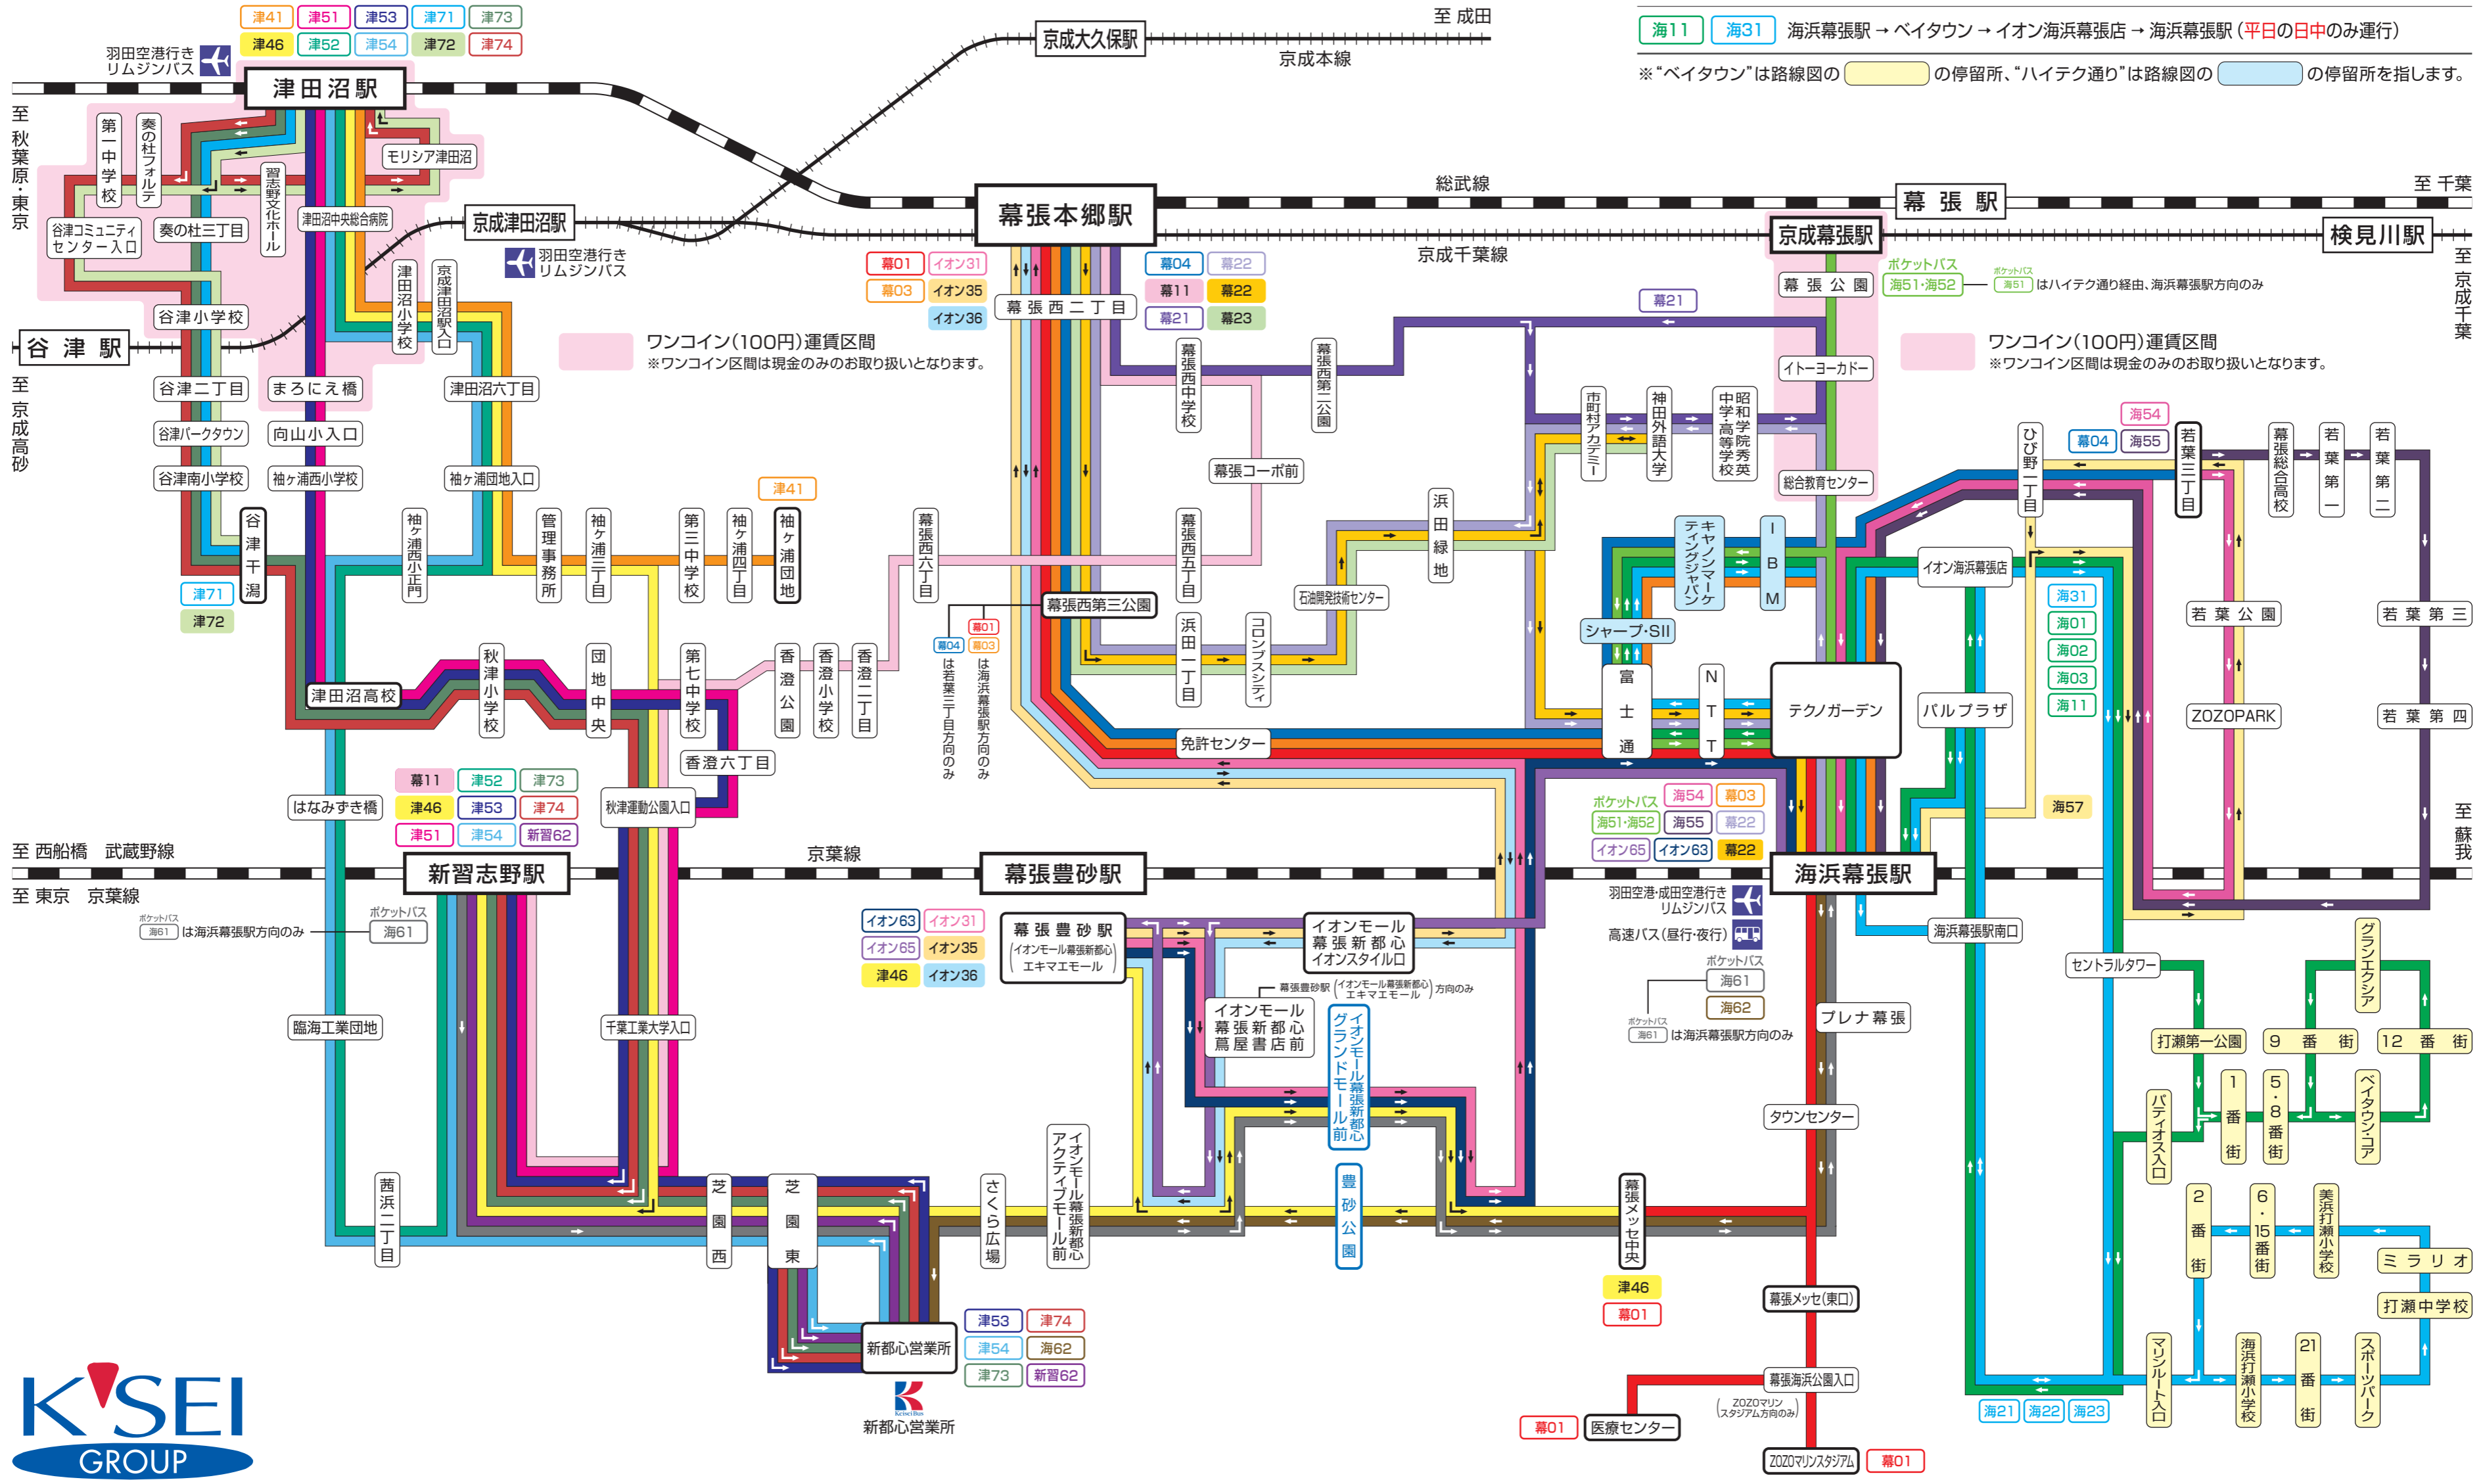 津41 津51 津53 津71 津73
津46 津52 津54 津72 津74
羽田空港行き
リムジンバス
津田沼駅
至 秋葉原・東京
第一中学校
奏の杜フォルテ
モリシア津田沼
習志野文化ホール
津田沼中央総合病院
谷津コミュニティ
センター入口
奏の杜三丁目
京成津田沼駅
羽田空港行き
リムジンバス
津田沼小学校
京成津田沼駅入口
谷津小学校
谷津駅
至 京成高砂
ワンコイン(100円)運賃区間
※ワンコイン区間は現金のみのお取り扱いとなります。
谷津二丁目
まろにえ橋
津田沼六丁目
谷津パークタウン
向山小入口
谷津南小学校
袖ヶ浦西小学校
袖ヶ浦団地入口
津41
谷津干潟
袖ヶ浦西小正門
管理事務所
袖ヶ浦三丁目
第三中学校
袖ヶ浦四丁目
袖ヶ浦団地
津71
津72
津田沼高校
秋津小学校
団地中央
第七中学校
香澄公園
香澄小学校
香澄二丁目
香澄六丁目
幕11 津52 津73
津46 津53 津74
津51 津54 新習62
はなみずき橋
秋津運動公園入口
至 西船橋 武蔵野線
至 東京 京葉線
新習志野駅
京葉線
ポケットバス
海61
は海浜幕張駅方向のみ
ポケットバス
海61
臨海工業団地
千葉工業大学入口
茜浜二丁目
芝園西
芝園東
新都心営業所
津53 津74
津54 海62
津73 新習62
Keisei Bus
新都心営業所
K'SEI
GROUP
京成大久保駅
至 成田
京成本線
海11 海31 海浜幕張駅 → ベイタウン → イオン海浜幕張店 → 海浜幕張駅 (平日の日中のみ運行)
※“ベイタウン”は路線図の の停留所、“ハイテク通り”は路線図の の停留所を指します。
幕張本郷駅
総武線
幕張駅
至 千葉
京成千葉線
京成幕張駅
検見川駅
至 京成千葉
幕01 イオン31
幕03 イオン35
イオン36
幕張西二丁目
幕04 幕22
幕11 幕22
幕21 幕23
幕21
幕張公園
ポケットバス
海51・海52
ポケットバス
海51
はハイテク通り経由、海浜幕張駅方向のみ
ワンコイン(100円)運賃区間
※ワンコイン区間は現金のみのお取り扱いとなります。
幕張西中学校
幕張西第二公園
イトーヨーカドー
市町村アカデミー
神田外語大学
昭和学院秀英
中学・高等学校
総合教育センター
幕張コーポ前
幕張西六丁目
幕張西五丁目
浜田緑地
石油開発技術センター
幕張西第三公園
幕01
幕04 幕03
は若葉三丁目方向のみ
は海浜幕張駅方向のみ
浜田一丁目
コロンブスシティ
免許センター
キヤノンマーケ
ティングジャパン
IBM
シャープ・SII
富士通
NTT
テクノガーデン
海54
幕04 海55
若葉三丁目
ひび野一丁目
幕張総合高校
若葉第一
若葉第二
イオン海浜幕張店
海31
海01
海02
海03
海11
若葉公園
若葉第三
パルプラザ
ZOZOPARK
若葉第四
海57
至 蘇我
ポケットバス 海54 幕03
海51・海52 海55 幕22
イオン65 イオン63 幕22
幕張豊砂駅
海浜幕張駅
羽田空港・成田空港行き
リムジンバス
高速バス(昼行・夜行)
ポケットバス
海61
海62
ポケットバス
海61
は海浜幕張駅方向のみ
イオン63 イオン31
イオン65 イオン35
津46 イオン36
幕張豊砂駅
(イオンモール幕張新都心
エキマエモール)
イオンモール
幕張新都心
イオンスタイル口
幕張豊砂駅(イオンモール幕張新都心
エキマエモール)方向のみ
イオンモール
幕張新都心
蔦屋書店前
イオンモール幕張新都心
グランドモール前
さくら広場
イオンモール幕張新都心
アクティブモール前
豊砂公園
幕張メッセ中央
津46
幕01
プレナ幕張
タウンセンター
幕張メッセ(東口)
幕張海浜公園入口
(ZOZOマリン
スタジアム方向のみ)
幕01
医療センター
ZOZOマリンスタジアム
幕01
海浜幕張駅南口
セントラルタワー
グランエクシア
打瀬第一公園
9番街
12番街
パティオス入口
1番街
5・8番街
ベイタウン・コア
2番街
6・15番街
美浜打瀬小学校
ミラリオ
打瀬中学校
マリンルート入口
海浜打瀬小学校
21番街
スポーツパーク
海21 海22 海23